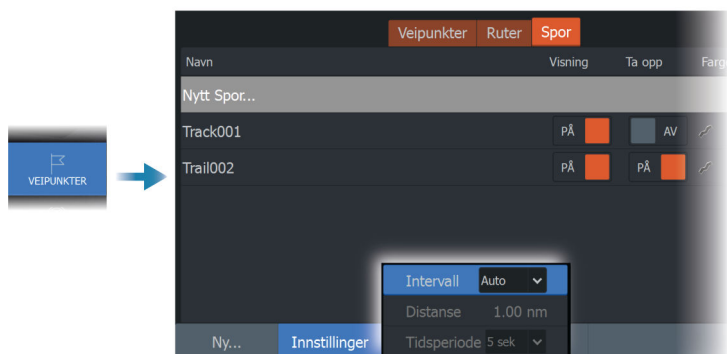 Veipunkter Ruter Spor
Navn Visning Ta opp Farg
Nytt Spor...
Track001 PÅ AV
VEIPUNKTER
Trail002 PÅ PÅ
Intervall Auto
Distanse 1.00 nm
Ny... Innstillinger Tidsperiode 5 sek